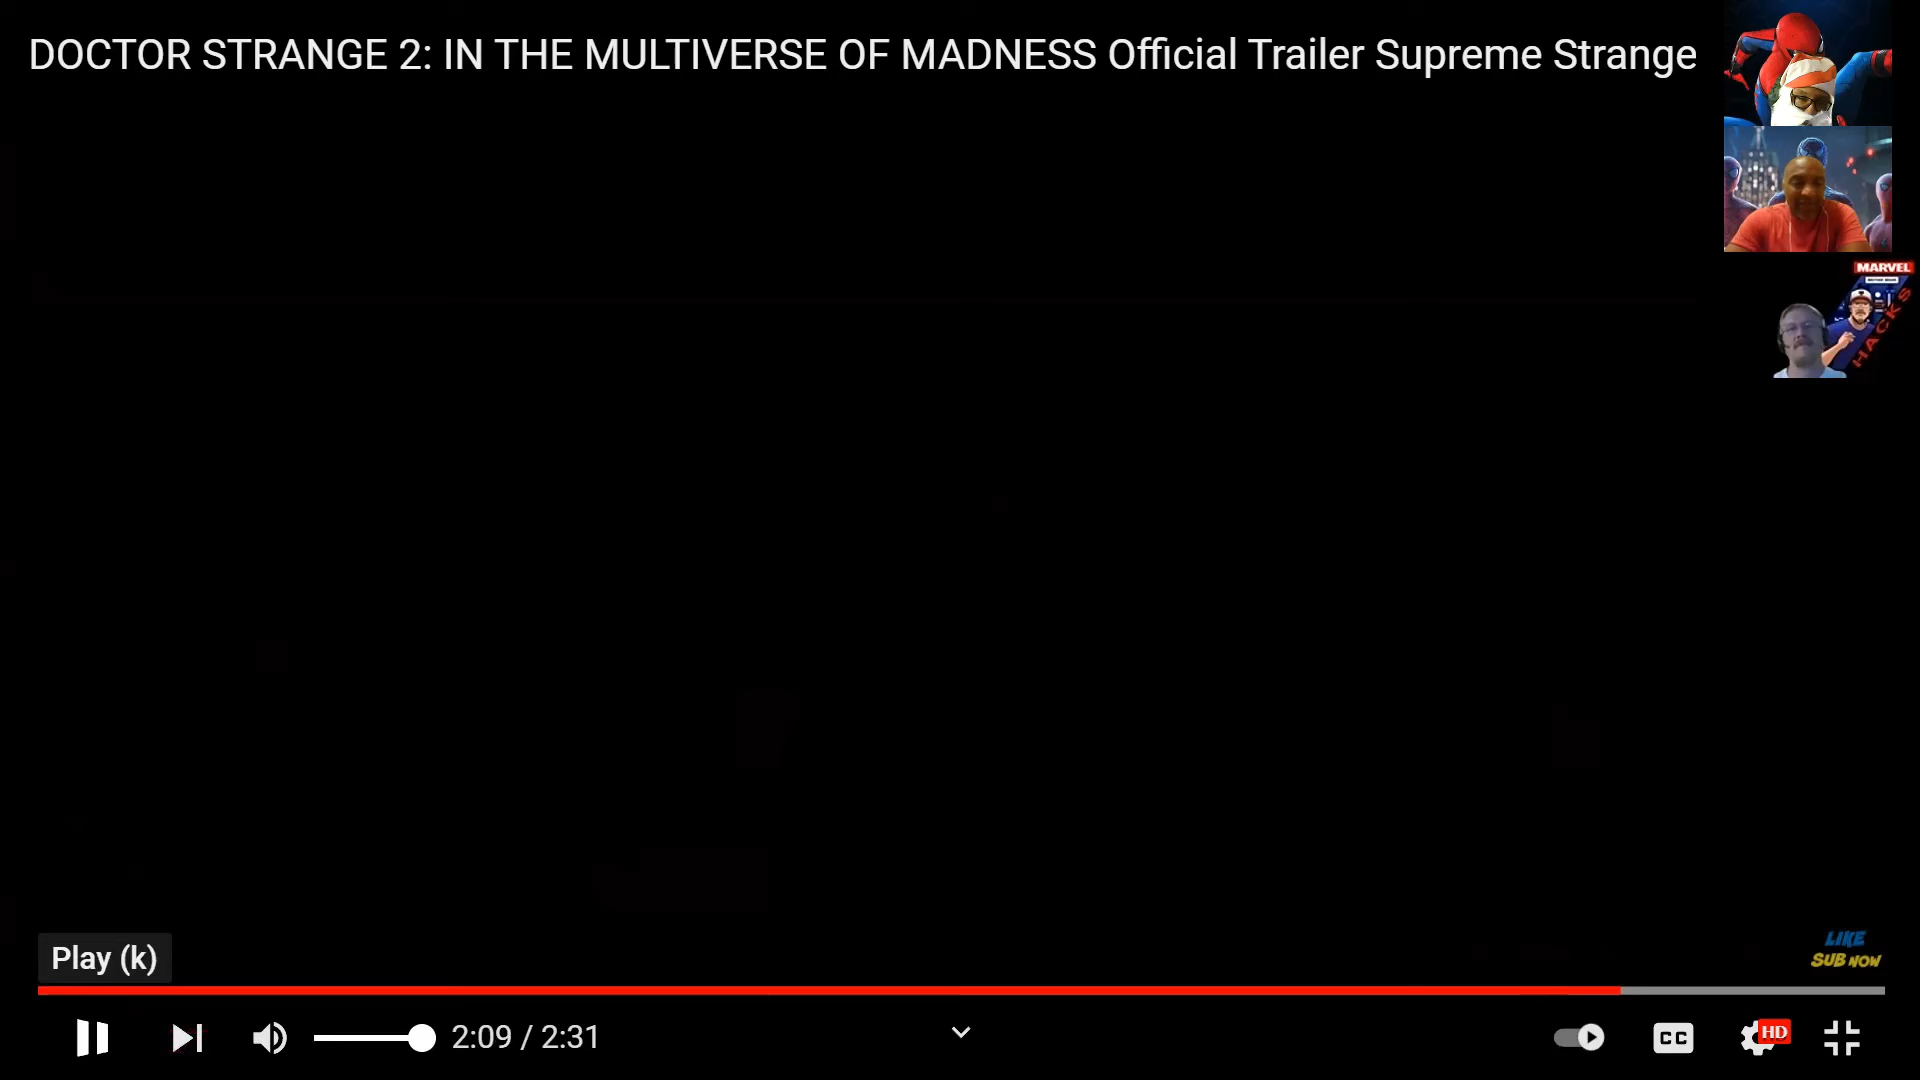 DOCTOR STRANGE 2: IN THE MULTIVERSE OF MADNESS Official Trailer Supreme Strange
MARVEL
HACKS
LIKE
SUB NOW
Play (k)
2:09 / 2:31
CC
HD